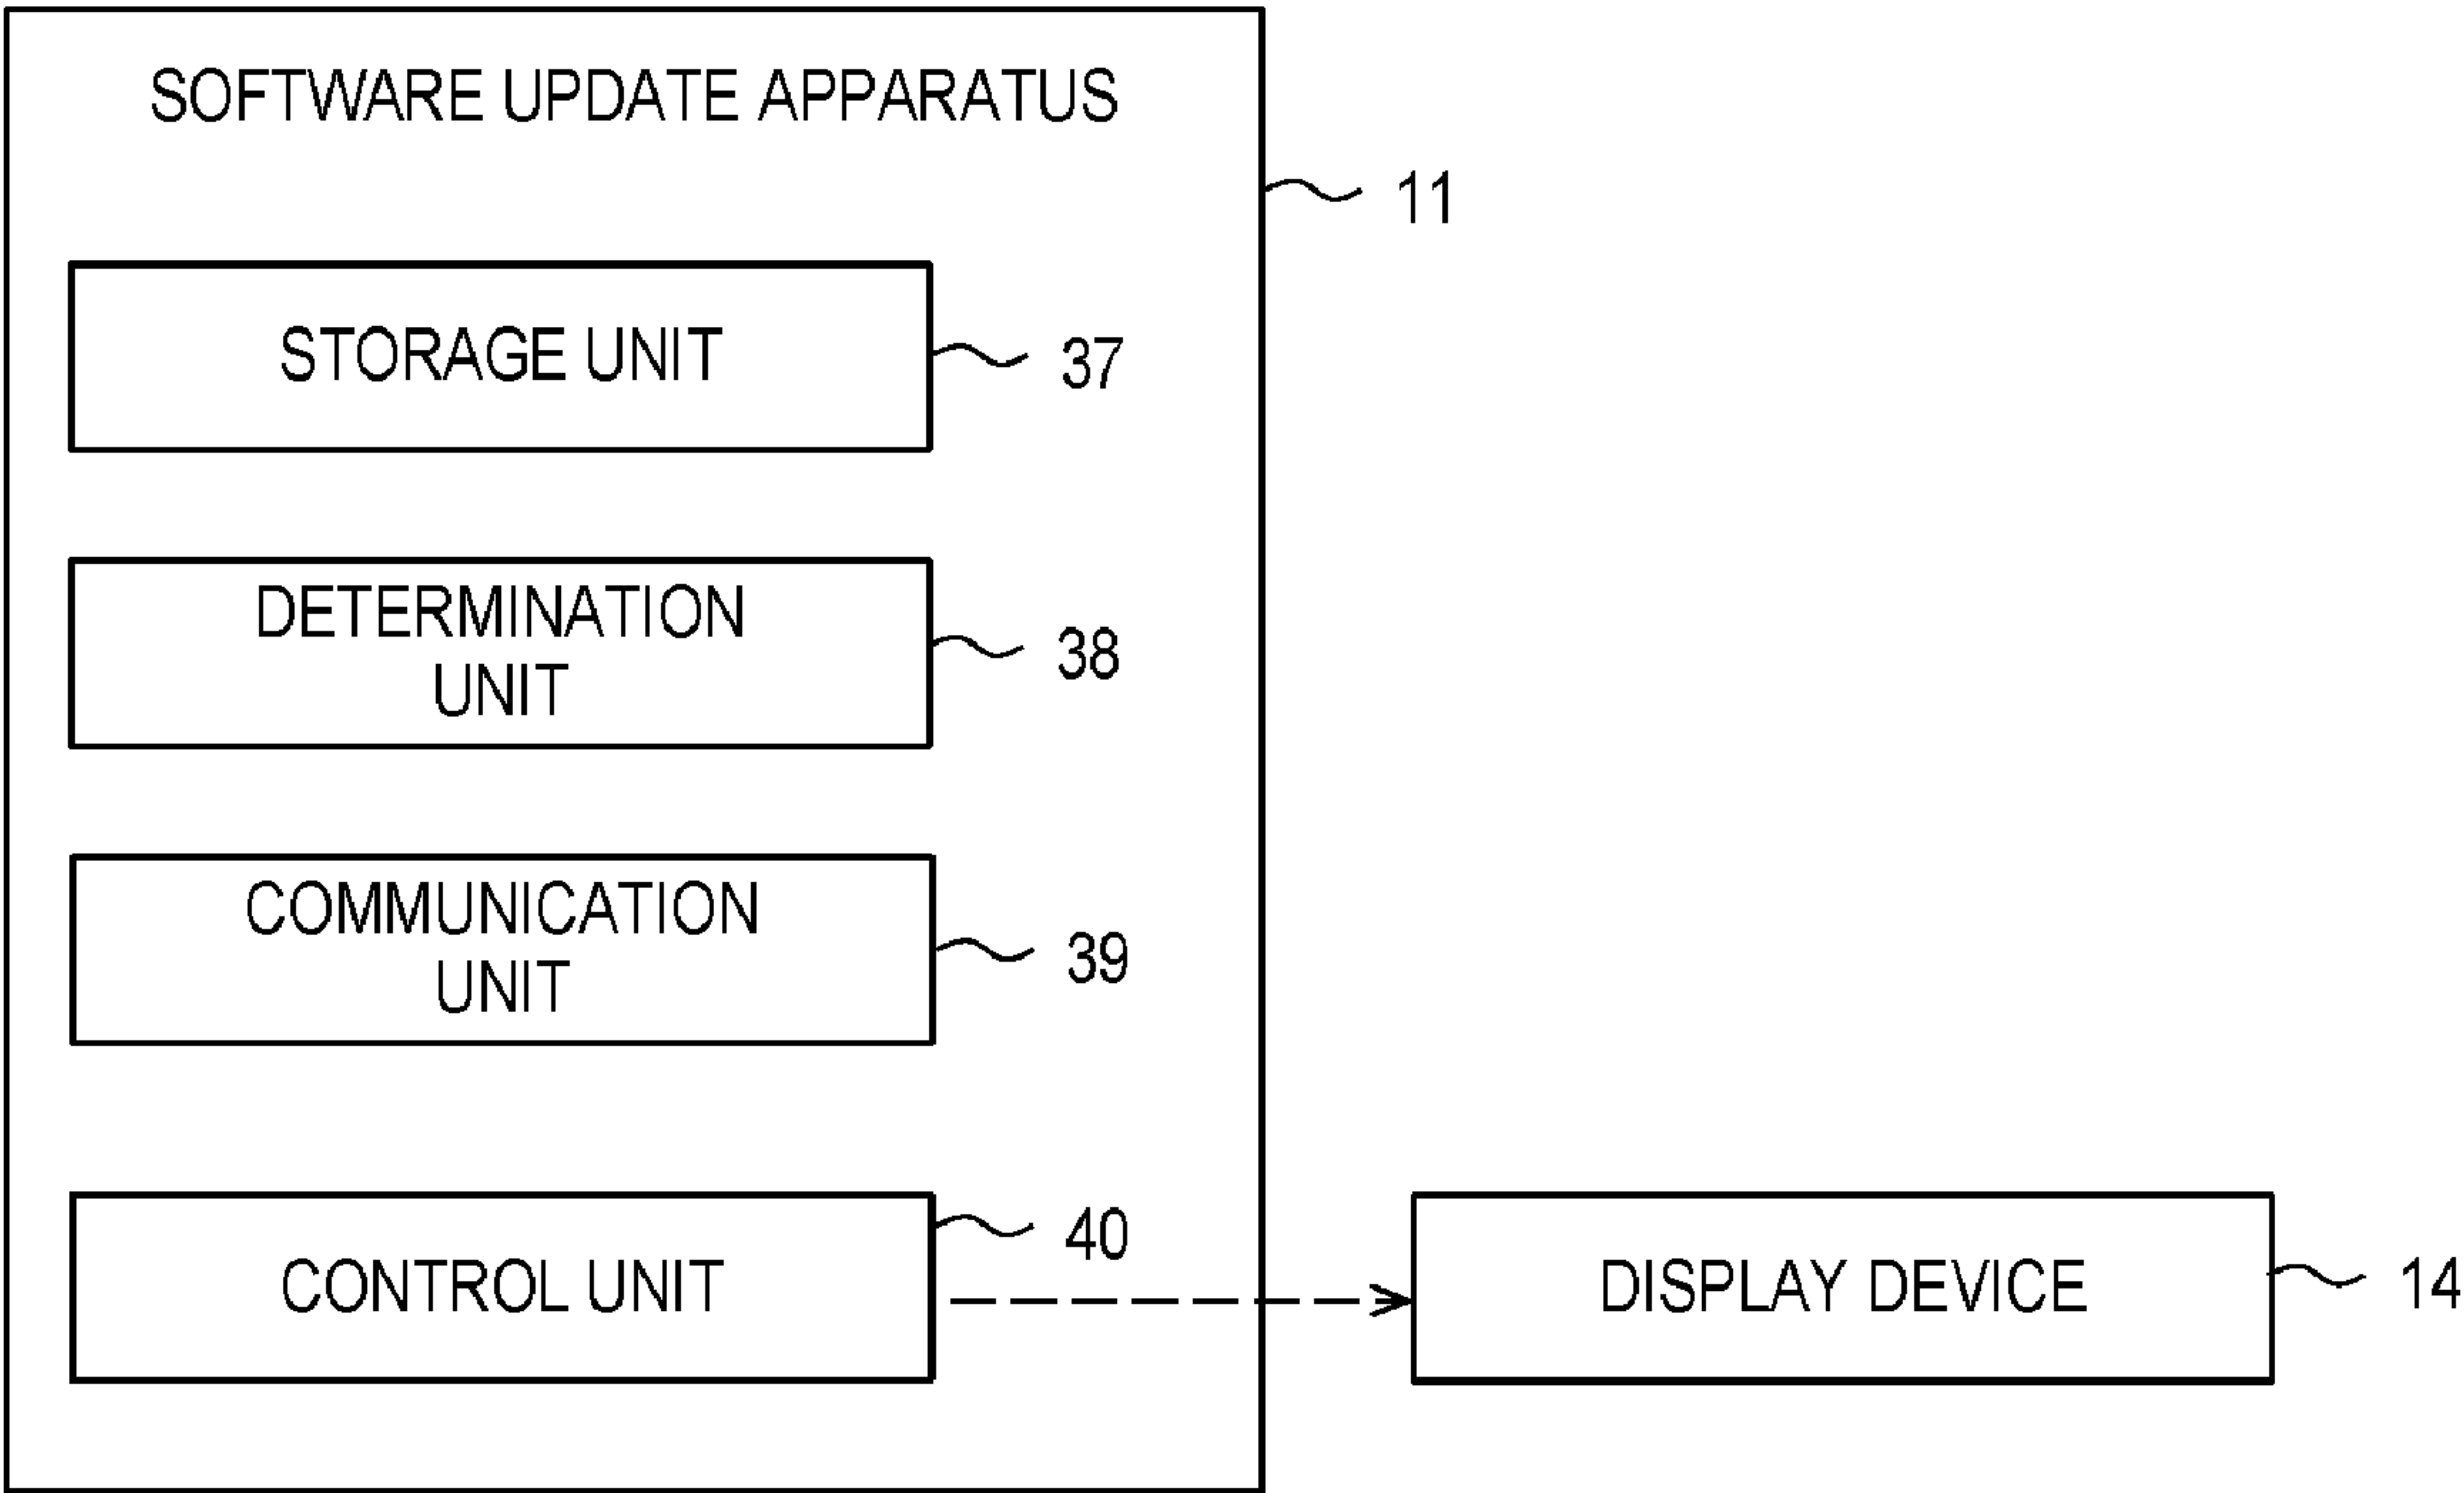 SOFTWARE UPDATE APPARATUS
11
STORAGE UNIT
37
DETERMINATION
UNIT
38
COMMUNICATION
UNIT
39
CONTROL UNIT
40
DISPLAY DEVICE
14